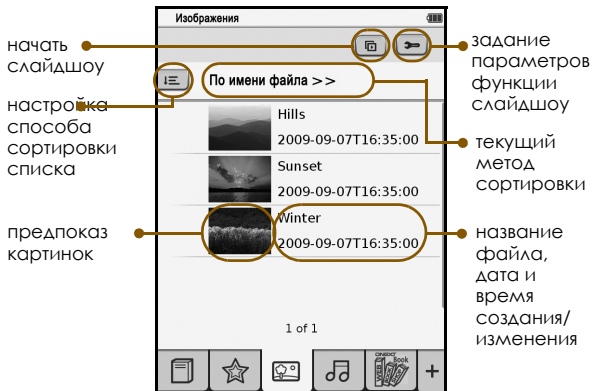 Изображения
начать
слайдшоу
задание
параметров
функции
слайдшоу
По имени файла >>
настройка
способа
сортировки
списка
текущий
метод
сортировки
Hills
2009-09-07T16:35:00
Sunset
2009-09-07T16:35:00
Winter
2009-09-07T16:35:00
предпоказ
картинок
название
файла,
дата и
время
создания/
изменения
1 of 1
Book
WEB
+